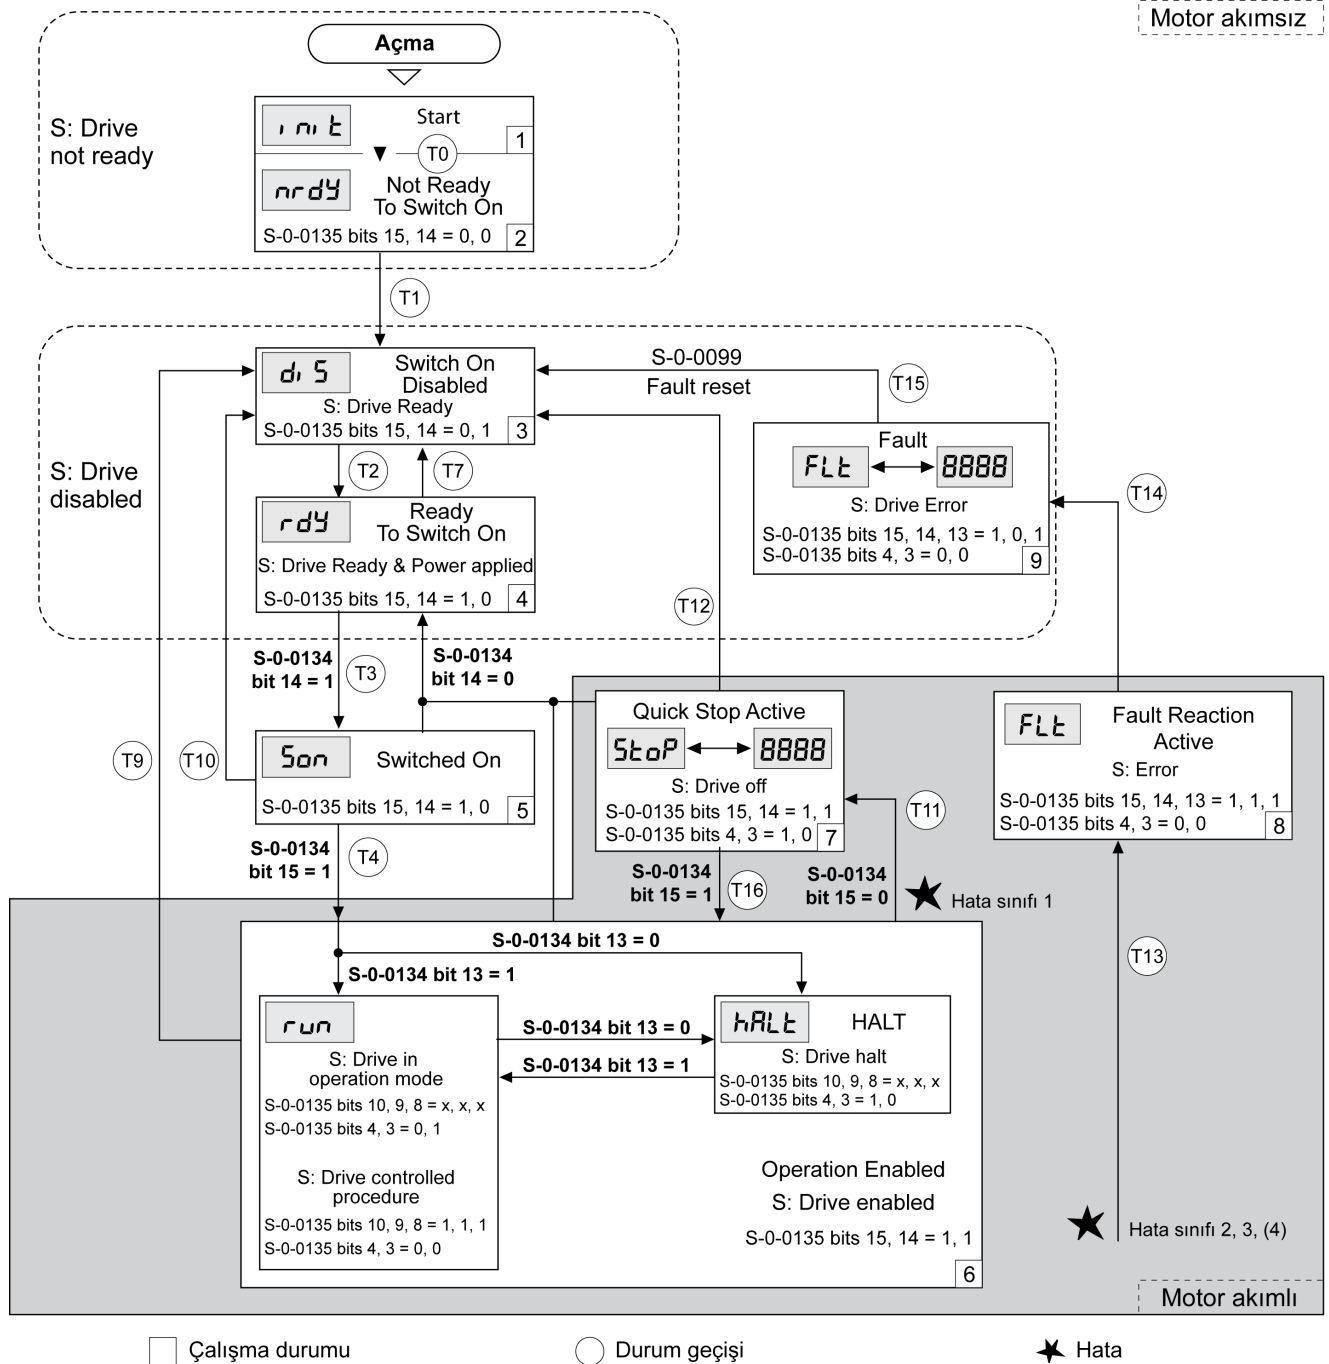 Motor akımsız
Açma
S: Drive
not ready
init
Start
1
T0
nrdy
Not Ready
To Switch On
S-0-0135 bits 15, 14 = 0, 0
2
T1
S: Drive
disabled
diS
Switch On
Disabled
S: Drive Ready
S-0-0135 bits 15, 14 = 0, 1
3
S-0-0099
Fault reset
T15
T2
T7
rdy
Ready
To Switch On
S: Drive Ready & Power applied
S-0-0135 bits 15, 14 = 1, 0
4
Fault
FLt
8888
S: Drive Error
S-0-0135 bits 15, 14, 13 = 1, 0, 1
S-0-0135 bits 4, 3 = 0, 0
9
T14
T12
S-0-0134
bit 14 = 1
T3
S-0-0134
bit 14 = 0
T9
T10
Son
Switched On
S-0-0135 bits 15, 14 = 1, 0
5
Quick Stop Active
StoP
8888
S: Drive off
S-0-0135 bits 15, 14 = 1, 1
S-0-0135 bits 4, 3 = 1, 0
7
T11
FLt
Fault Reaction
Active
S: Error
S-0-0135 bits 15, 14, 13 = 1, 1, 1
S-0-0135 bits 4, 3 = 0, 0
8
S-0-0134
bit 15 = 1
T4
S-0-0134
bit 15 = 1
T16
S-0-0134
bit 15 = 0
Hata sınıfı 1
T13
S-0-0134 bit 13 = 0
S-0-0134 bit 13 = 1
run
S: Drive in
operation mode
S-0-0135 bits 10, 9, 8 = x, x, x
S-0-0135 bits 4, 3 = 0, 1
S: Drive controlled
procedure
S-0-0135 bits 10, 9, 8 = 1, 1, 1
S-0-0135 bits 4, 3 = 0, 0
S-0-0134 bit 13 = 0
S-0-0134 bit 13 = 1
hALt
HALT
S: Drive halt
S-0-0135 bits 10, 9, 8 = x, x, x
S-0-0135 bits 4, 3 = 1, 0
Operation Enabled
S: Drive enabled
S-0-0135 bits 15, 14 = 1, 1
6
Hata sınıfı 2, 3, (4)
Motor akımlı
Çalışma durumu
Durum geçişi
Hata